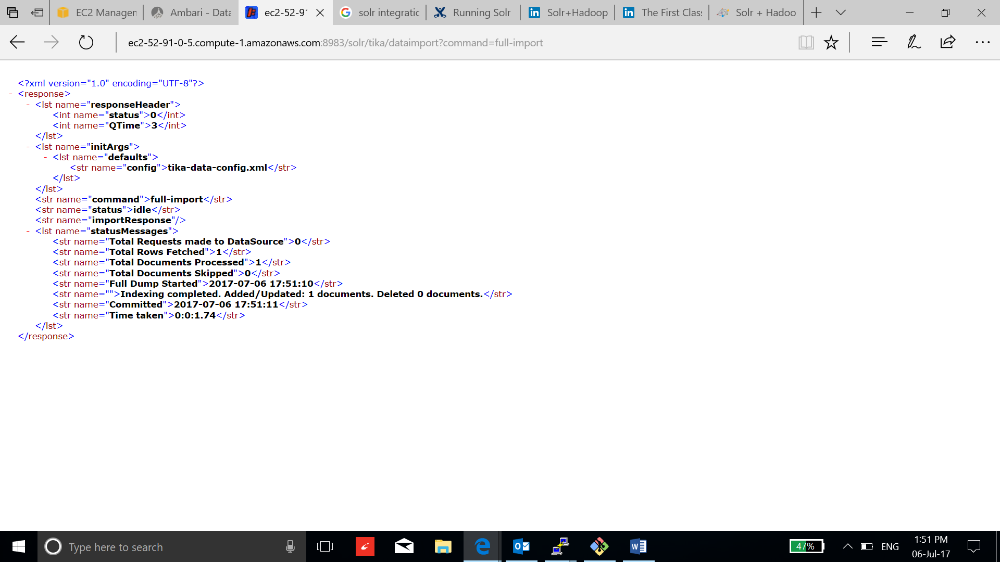 EC2 Managen
Ambari - Data
ec2-52-91
solr integratic
Running Solr
Solr+Hadoop
The First Clas
Solr + Hadoo
ec2-52-91-0-5.compute-1.amazonaws.com:8983/solr/tika/dataimport?command=full-import
<?xml version="1.0" encoding="UTF-8"?>
- <response>
- <lst name="responseHeader">
<int name="status">0</int>
<int name="QTime">3</int>
</lst>
- <lst name="initArgs">
- <lst name="defaults">
<str name="config">tika-data-config.xml</str>
</lst>
</lst>
<str name="command">full-import</str>
<str name="status">idle</str>
<str name="importResponse"/>
- <lst name="statusMessages">
<str name="Total Requests made to DataSource">0</str>
<str name="Total Rows Fetched">1</str>
<str name="Total Documents Processed">1</str>
<str name="Total Documents Skipped">0</str>
<str name="Full Dump Started">2017-07-06 17:51:10</str>
<str name="">Indexing completed. Added/Updated: 1 documents. Deleted 0 documents.</str>
<str name="Committed">2017-07-06 17:51:11</str>
<str name="Time taken">0:0:1.74</str>
</lst>
</response>
Type here to search
47%
ENG
1:51 PM
06-Jul-17